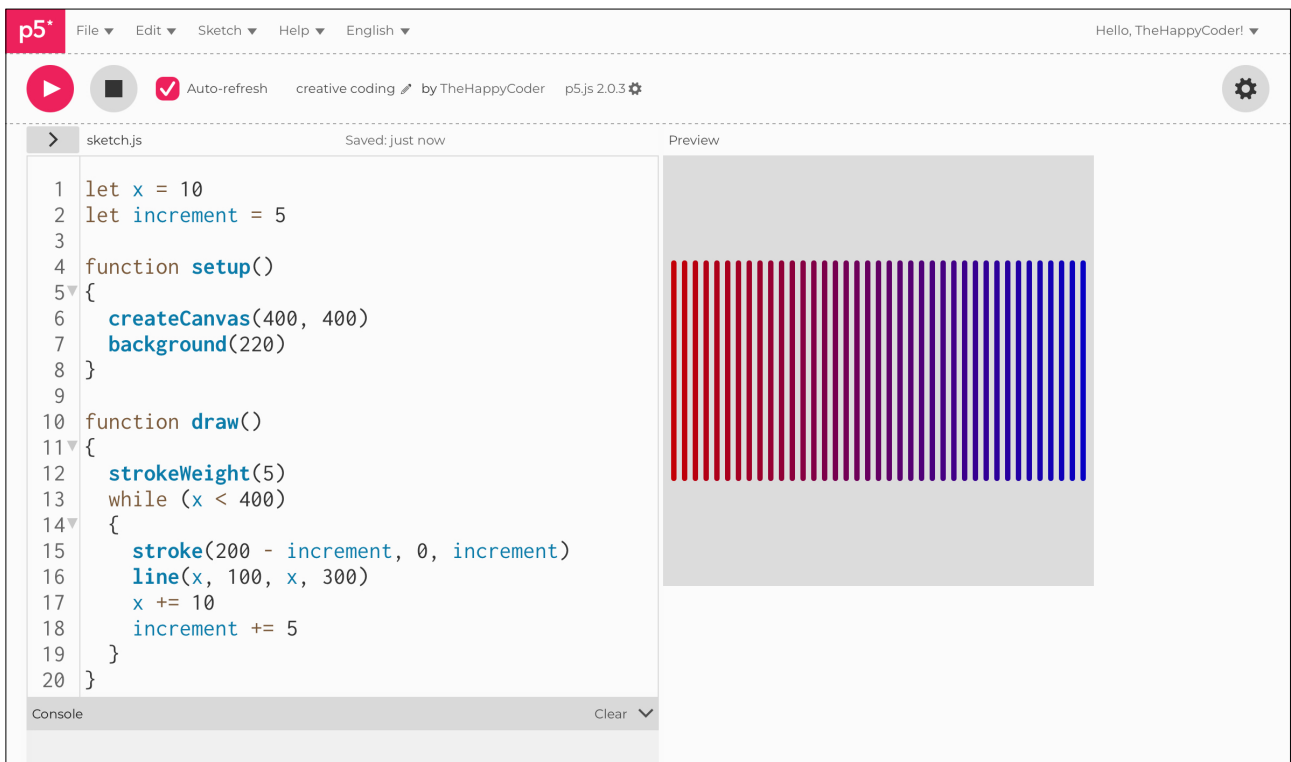 p5* File Edit Sketch Help English Hello, TheHappyCoder!
Auto-refresh creative coding by TheHappyCoder p5.js 2.0.3
sketch.js Saved: just now Preview
1 let x = 10
2 let increment = 5
3
4 function setup()
5 {
6 createCanvas(400, 400)
7 background(220)
8 }
9
10 function draw()
11 {
12 strokeWeight(5)
13 while (x < 400)
14 {
15 stroke(200 - increment, 0, increment)
16 line(x, 100, x, 300)
17 x += 10
18 increment += 5
19 }
20 }
Console Clear